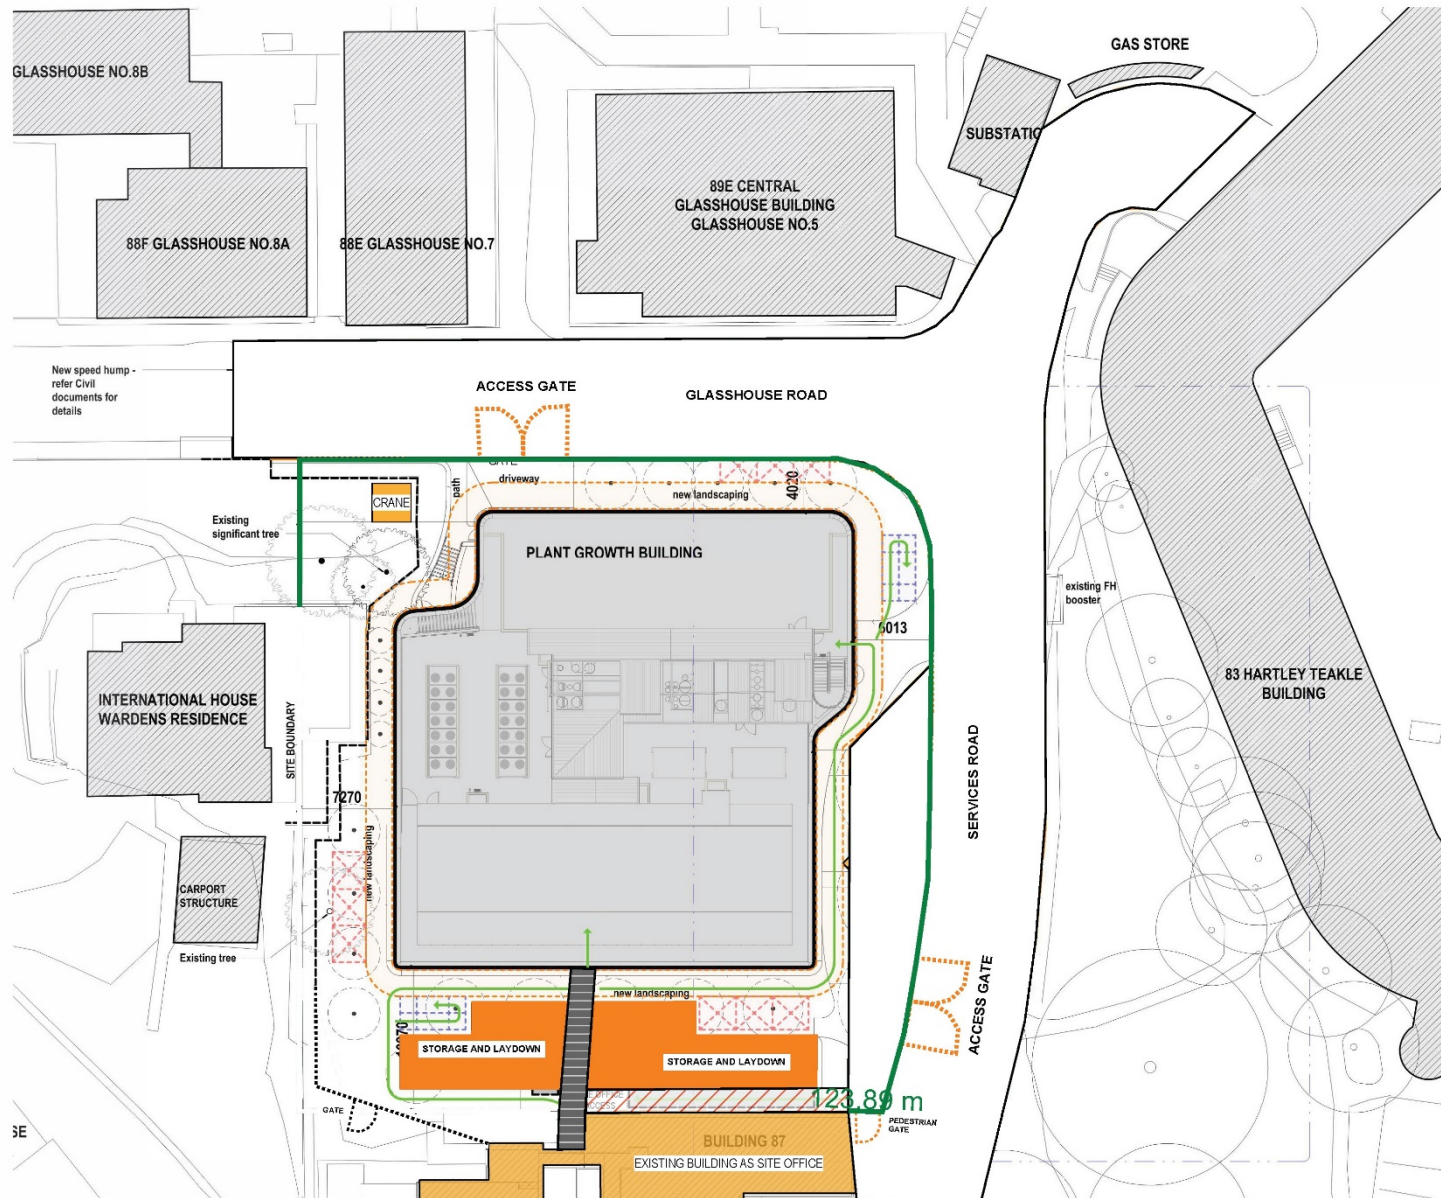 GAS STORE
GLASSHOUSE NO.8B
SUBSTATIO
89E CENTRAL
GLASSHOUSE BUILDING
GLASSHOUSE NO.5
88F GLASSHOUSE NO.8A
88E GLASSHOUSE NO.7
New speed hump -
refer Civil
documents for
details
ACCESS GATE
GLASSHOUSE ROAD
GATE
driveway
path
new landscaping
4020
CRANE
Existing
significant tree
PLANT GROWTH BUILDING
existing FH
booster
6013
83 HARTLEY TEAKLE
BUILDING
INTERNATIONAL HOUSE
WARDENS RESIDENCE
SITE BOUNDARY
7270
SERVICES ROAD
new landscaping
CARPORT
STRUCTURE
Existing tree
ACCESS GATE
new landscaping
STORAGE AND LAYDOWN
STORAGE AND LAYDOWN
123.89 m
GATE
PEDESTRIAN
GATE
SE
BUILDING 87
EXISTING BUILDING AS SITE OFFICE